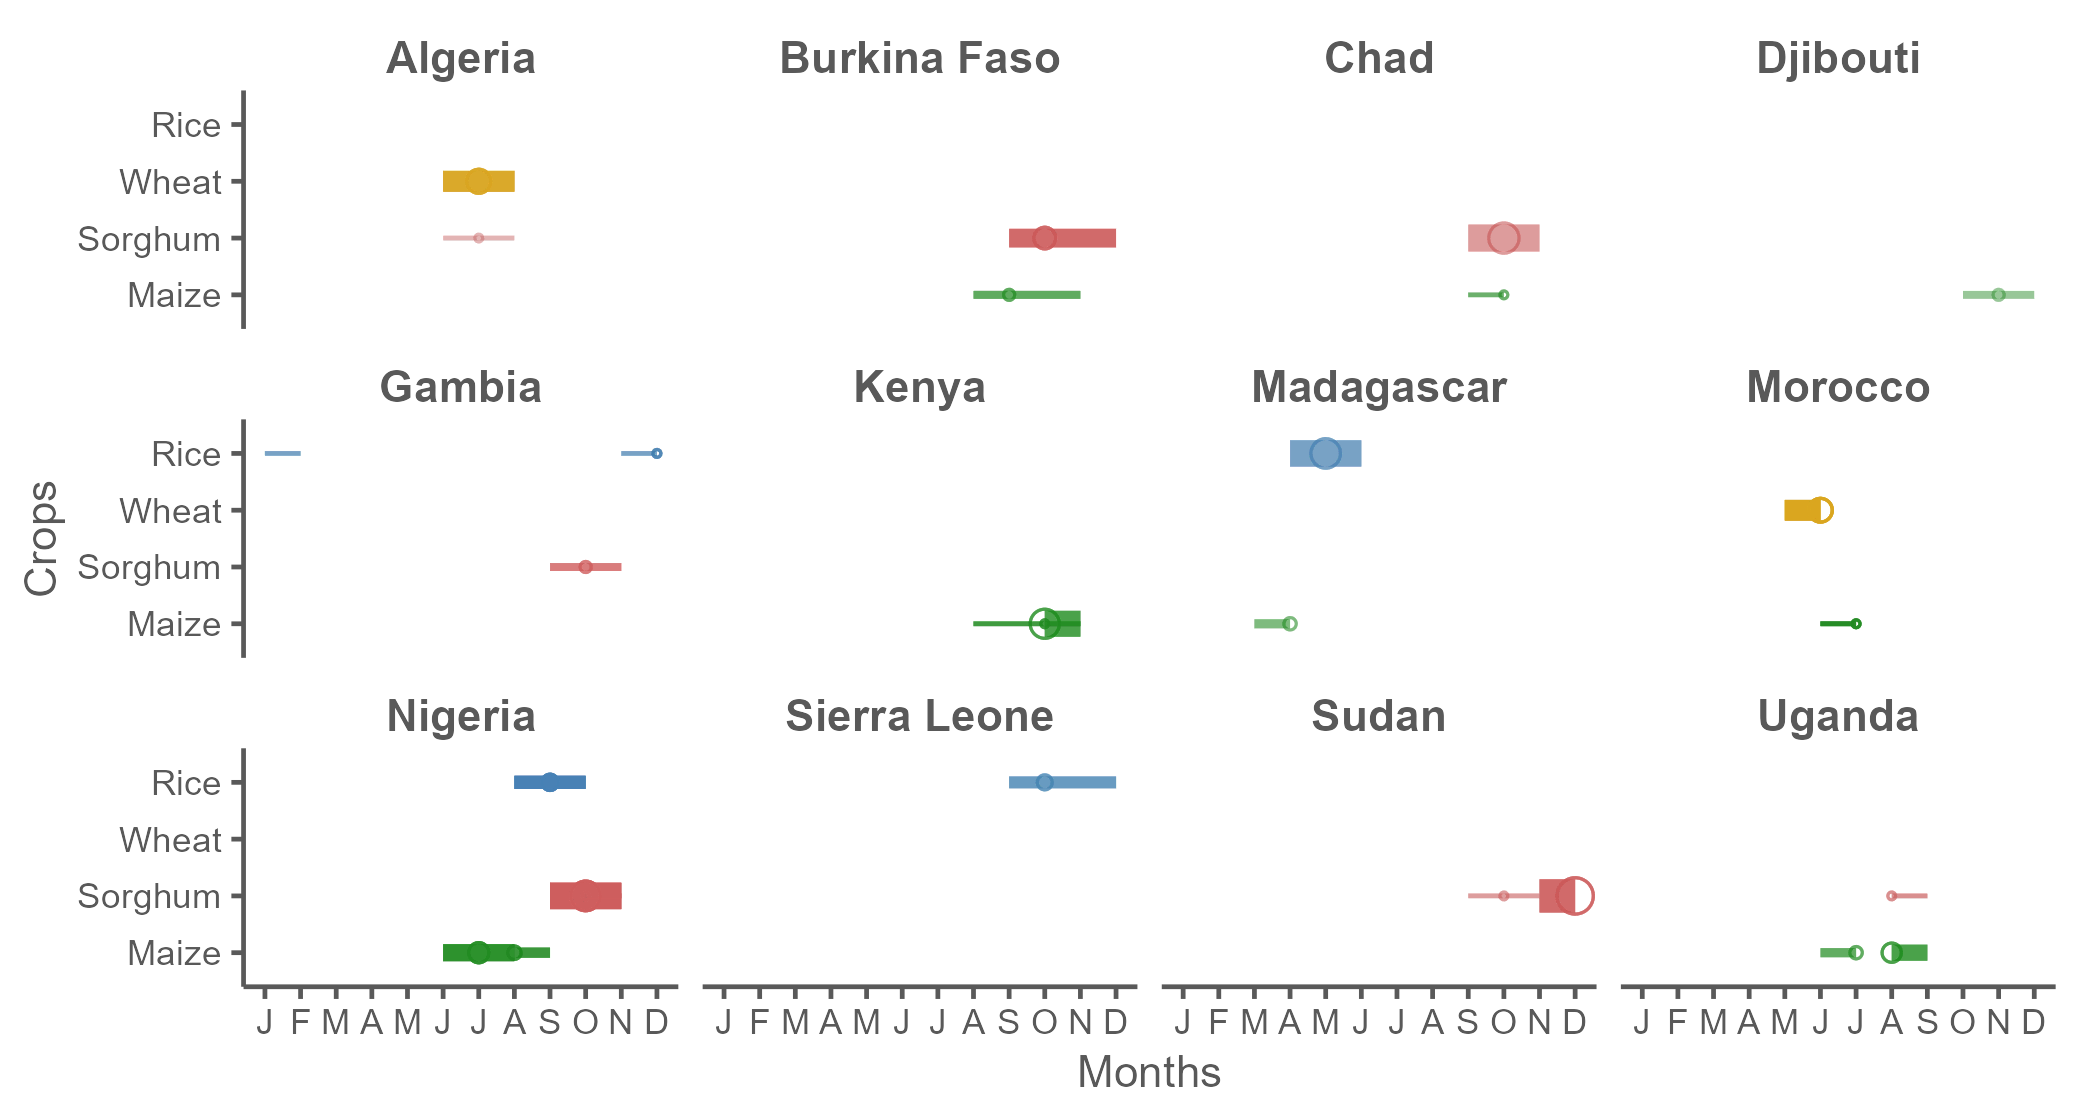 Algeria Burkina Faso Chad Djibouti
Rice
Wheat
Sorghum
Maize
Gambia Kenya Madagascar Morocco
Rice
Wheat
Sorghum
Maize
Crops
Nigeria Sierra Leone Sudan Uganda
Rice
Wheat
Sorghum
Maize
J F M A M J J A S O N D J F M A M J J A S O N D J F M A M J J A S O N D J F M A M J J A S O N D
Months